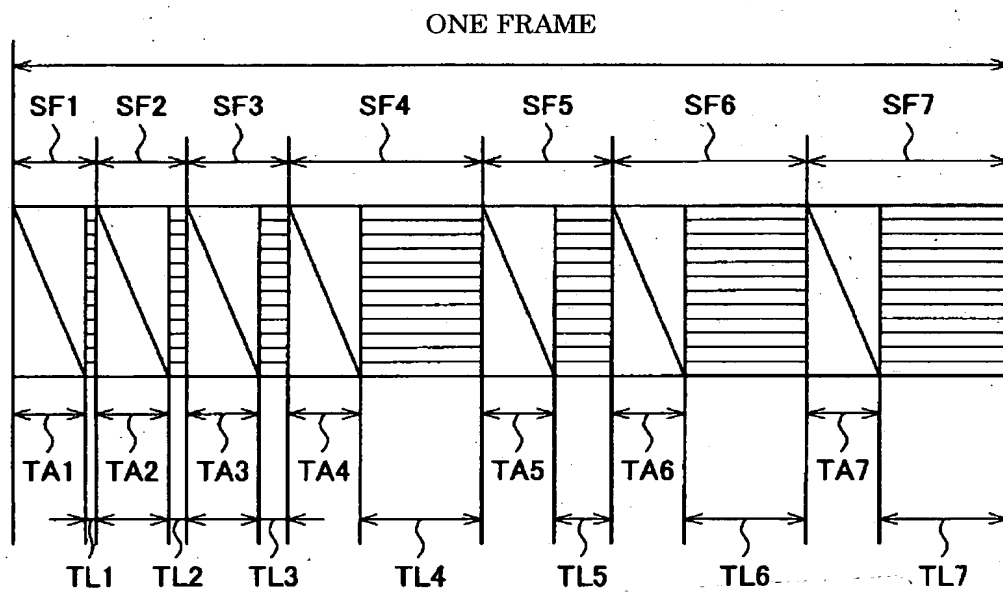 ONE FRAME
SF1 SF2 SF3 SF4 SF5 SF6 SF7
TA1 TA2 TA3 TA4 TA5 TA6 TA7
TL1 TL2 TL3 TL4 TL5 TL6 TL7